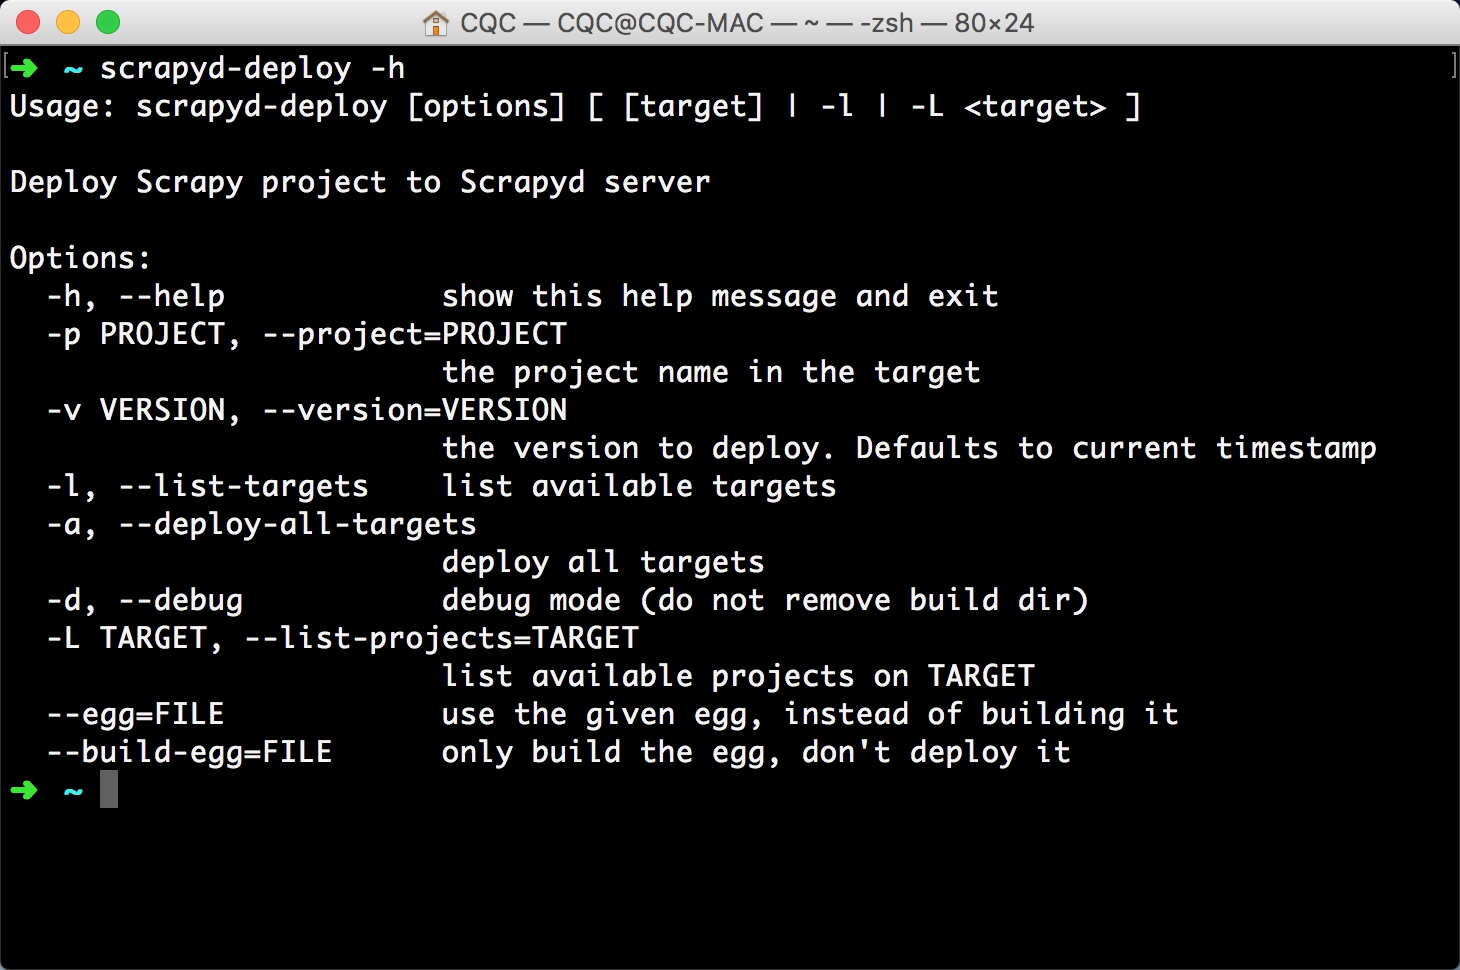 CQC — CQC@CQC-MAC — ~ — -zsh — 80×24
[➜  ~ scrapyd-deploy -h ]
Usage: scrapyd-deploy [options] [ [target] | -l | -L <target> ]

Deploy Scrapy project to Scrapyd server

Options:
  -h, --help            show this help message and exit
  -p PROJECT, --project=PROJECT
                        the project name in the target
  -v VERSION, --version=VERSION
                        the version to deploy. Defaults to current timestamp
  -l, --list-targets    list available targets
  -a, --deploy-all-targets
                        deploy all targets
  -d, --debug           debug mode (do not remove build dir)
  -L TARGET, --list-projects=TARGET
                        list available projects on TARGET
  --egg=FILE            use the given egg, instead of building it
  --build-egg=FILE      only build the egg, don't deploy it
➜  ~